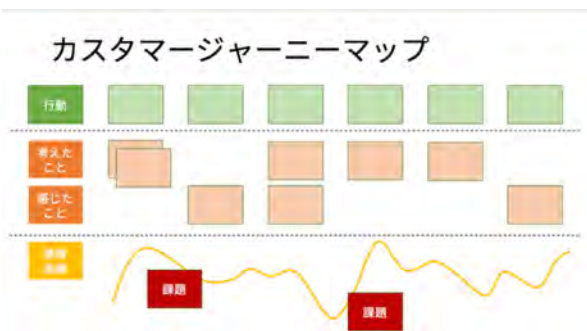 カスタマージャーニーマップ
行動
考えた
こと
感じた
こと
課題
課題